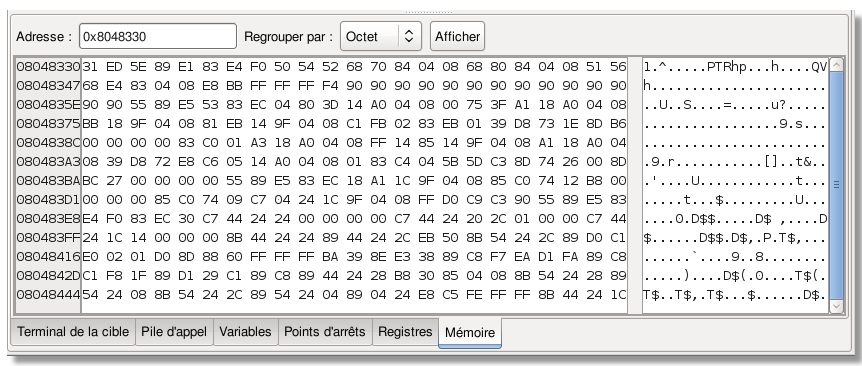 Adresse : 0x8048330 Regrouper par : Octet Afficher
08048330 31 ED 5E 89 E1 83 E4 F0 50 54 52 68 70 84 04 08 68 80 84 04 08 51 56 1.^.....PTRhp...h....QV
08048347 68 E4 83 04 08 E8 BB FF FF FF F4 90 90 90 90 90 90 90 90 90 90 90 90 h......................
0804835E 90 90 55 89 E5 53 83 EC 04 80 3D 14 A0 04 08 00 75 3F A1 18 A0 04 08 ..U..S....=.....u?.....
08048375 BB 18 9F 04 08 81 EB 14 9F 04 08 C1 FB 02 83 EB 01 39 D8 73 1E 8D B6 .................9.s...
0804838C 00 00 00 00 83 C0 01 A3 18 A0 04 08 FF 14 85 14 9F 04 08 A1 18 A0 04 .......................
080483A3 08 39 D8 72 E8 C6 05 14 A0 04 08 01 83 C4 04 5B 5D C3 8D 74 26 00 8D .9.r...........[]..t&..
080483BA BC 27 00 00 00 00 55 89 E5 83 EC 18 A1 1C 9F 04 08 85 C0 74 12 B8 00 .'....U............t...
080483D1 00 00 00 85 C0 74 09 C7 04 24 1C 9F 04 08 FF D0 C9 C3 90 55 89 E5 83 .....t...$.........U...
080483E8 E4 F0 83 EC 30 C7 44 24 24 00 00 00 00 C7 44 24 20 2C 01 00 00 C7 44 ....0.D$$.....D$ ,....D
080483FF 24 1C 14 00 00 00 8B 44 24 24 89 44 24 2C EB 50 8B 54 24 2C 89 D0 C1 $......D$$.D$,.P.T$,...
08048416 E0 02 01 D0 8D 88 60 FF FF FF BA 39 8E E3 38 89 C8 F7 EA D1 FA 89 C8 ......`....9..8........
0804842D C1 F8 1F 89 D1 29 C1 89 C8 89 44 24 28 B8 30 85 04 08 8B 54 24 28 89 .....)....D$(.0....T$(.
08048444 54 24 08 8B 54 24 2C 89 54 24 04 89 04 24 E8 C5 FE FF FF 8B 44 24 1C T$..T$,.T$...$......D$.
Terminal de la cible Pile d'appel Variables Points d'arrêts Registres Mémoire